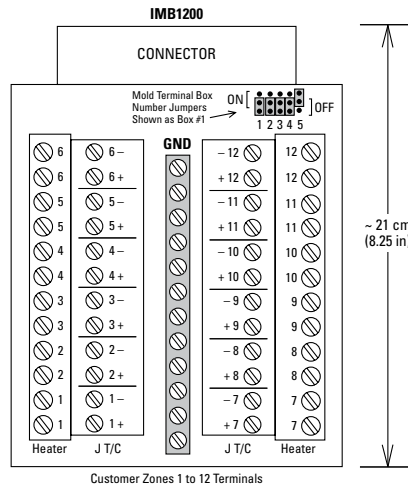 IMB1200
CONNECTOR
Mold Terminal Box
Number Jumpers
Shown as Box #1
ON
OFF
1 2 3 4 5
GND
6 6 – – 12 12
6 6 + + 12 12
5 5 – – 11 11
5 5 + + 11 11
4 4 – – 10 10
4 4 + + 10 10
3 3 – – 9 9
3 3 + + 9 9
2 2 – – 8 8
2 2 + + 8 8
1 1 – – 7 7
1 1 + + 7 7
Heater J T/C J T/C Heater
~ 21 cm
(8.25 in)
Customer Zones 1 to 12 Terminals